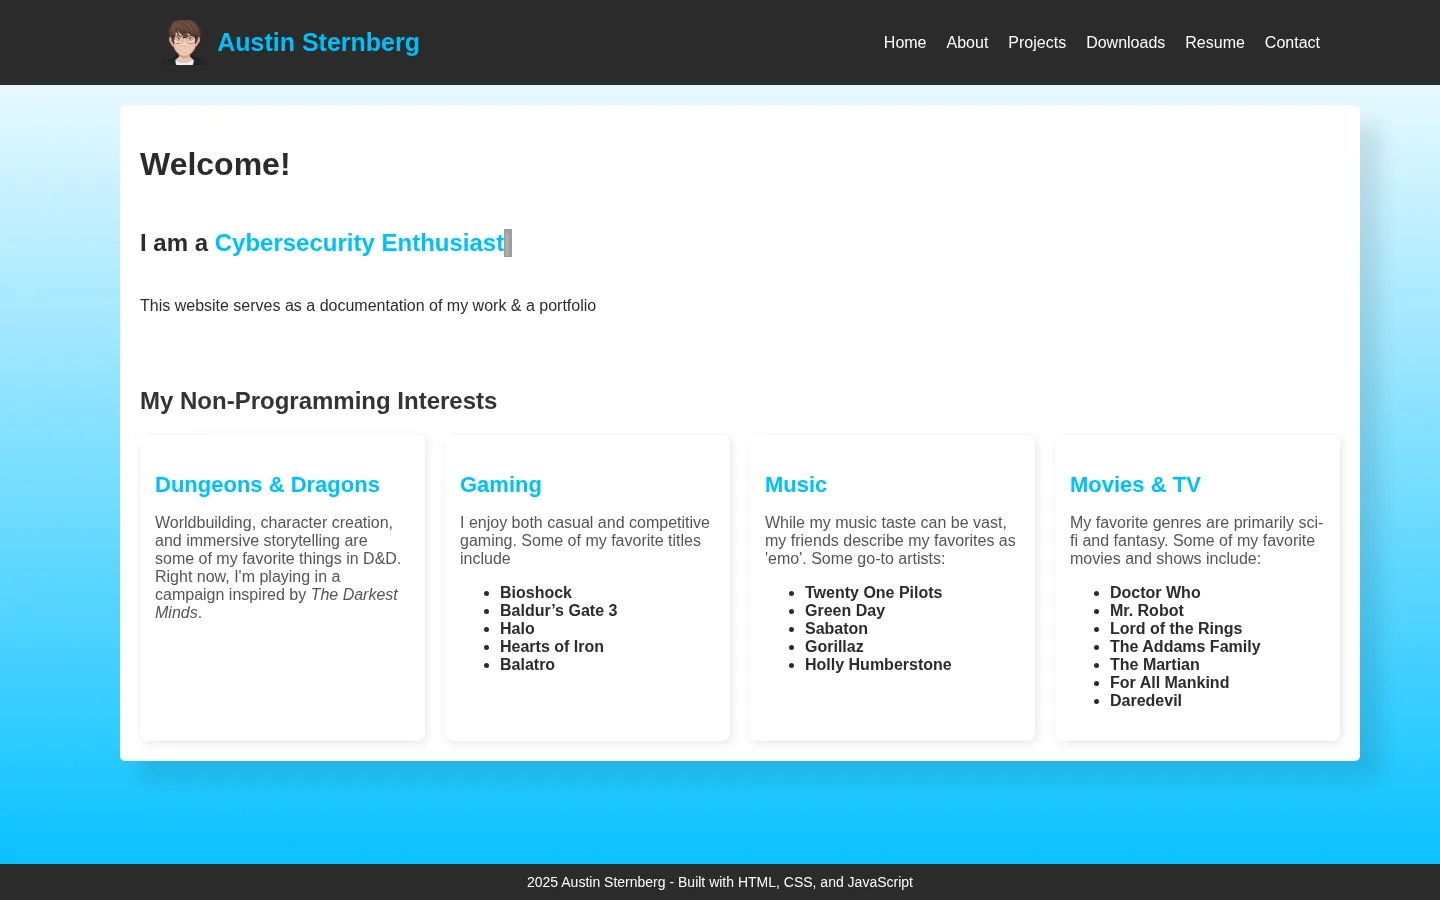 Austin Sternberg
Home About Projects Downloads Resume Contact
Welcome!
I am a Cybersecurity Enthusiast
This website serves as a documentation of my work & a portfolio
My Non-Programming Interests
Dungeons & Dragons
Worldbuilding, character creation,
and immersive storytelling are
some of my favorite things in D&D.
Right now, I'm playing in a
campaign inspired by The Darkest
Minds.
Gaming
I enjoy both casual and competitive
gaming. Some of my favorite titles
include
Bioshock
Baldur’s Gate 3
Halo
Hearts of Iron
Balatro
Music
While my music taste can be vast,
my friends describe my favorites as
'emo'. Some go-to artists:
Twenty One Pilots
Green Day
Sabaton
Gorillaz
Holly Humberstone
Movies & TV
My favorite genres are primarily sci-
fi and fantasy. Some of my favorite
movies and shows include:
Doctor Who
Mr. Robot
Lord of the Rings
The Addams Family
The Martian
For All Mankind
Daredevil
2025 Austin Sternberg - Built with HTML, CSS, and JavaScript